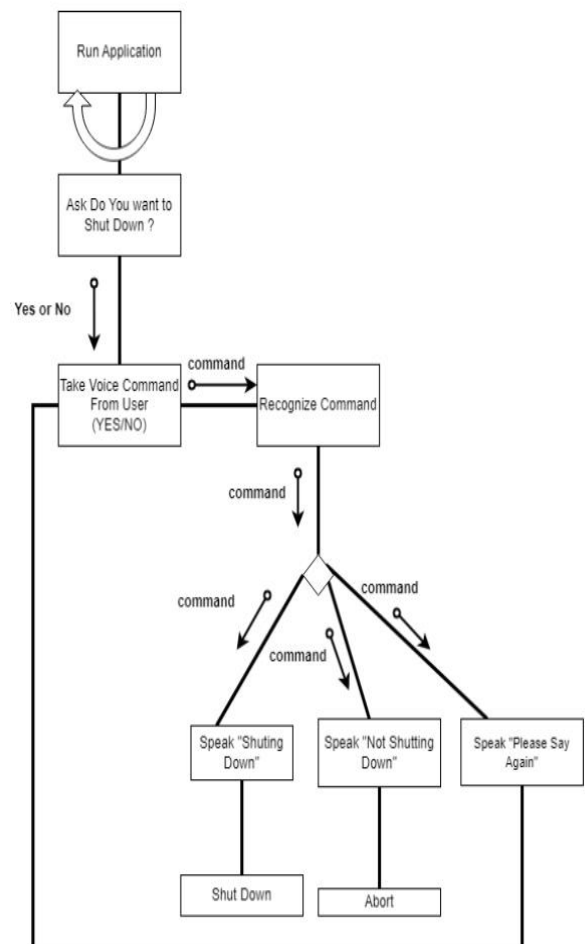 Run Application
Ask Do You want to
Shut Down ?
Yes or No
Take Voice Command
From User
(YES/NO)
command
Recognize Command
command
command
command
command
Speak "Shuting
Down"
Speak "Not Shutting
Down"
Speak "Please Say
Again"
Shut Down
Abort